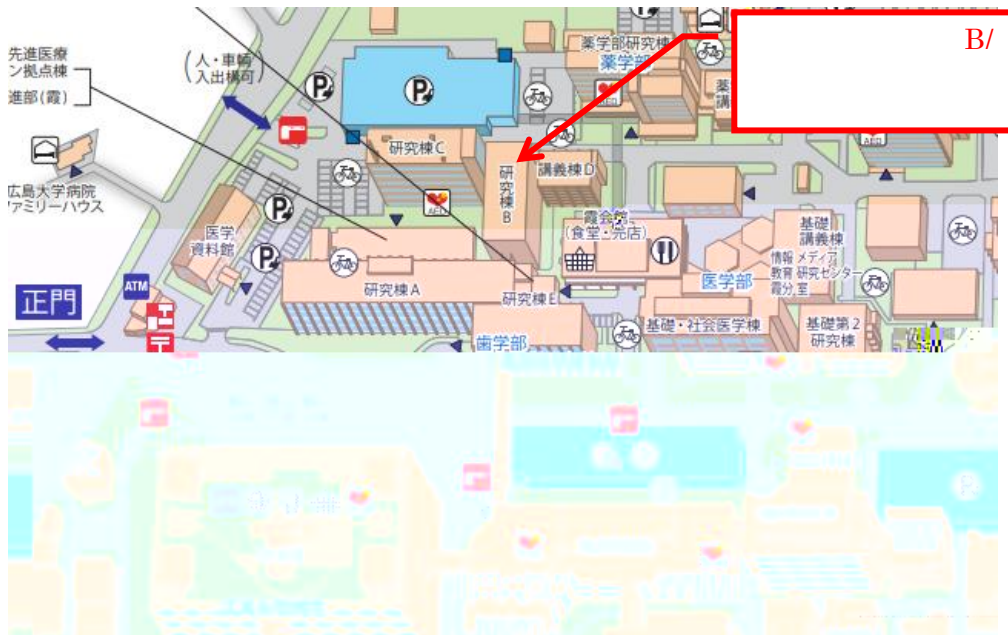 B/
先進医療
ン拠点棟
進部(霞)
(人・車輌
入出構可)
薬学部研究棟
薬学部
薬
講
AED
研究棟C
研究棟B
講義棟D
AED
AED
広島大学病院
ァミリーハウス
医学
資料館
霞会館
(食堂・売店)
基礎
講義棟
情報メディア
教育研究センター
霞分室
医学部
研究棟A
研究棟E
ATM
正門
歯学部
基礎・社会医学棟
基礎第2
研究棟